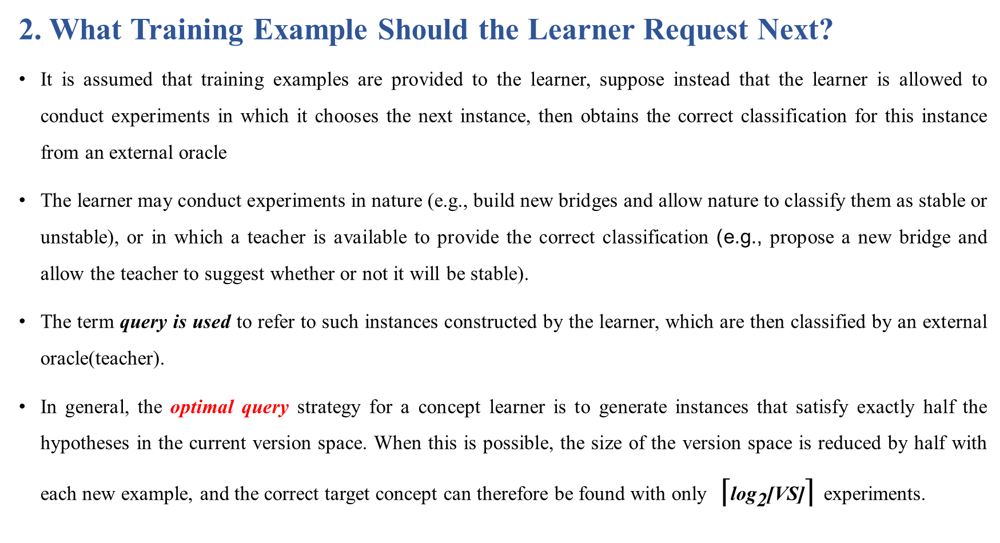 2. What Training Example Should the Learner Request Next?
• It is assumed that training examples are provided to the learner, suppose instead that the learner is allowed to
conduct experiments in which it chooses the next instance, then obtains the correct classification for this instance
from an external oracle
• The learner may conduct experiments in nature (e.g., build new bridges and allow nature to classify them as stable or
unstable), or in which a teacher is available to provide the correct classification (e.g., propose a new bridge and
allow the teacher to suggest whether or not it will be stable).
• The term query is used to refer to such instances constructed by the learner, which are then classified by an external
oracle(teacher).
• In general, the optimal query strategy for a concept learner is to generate instances that satisfy exactly half the
hypotheses in the current version space. When this is possible, the size of the version space is reduced by half with
each new example, and the correct target concept can therefore be found with only ⌈log₂[VS]⌉ experiments.